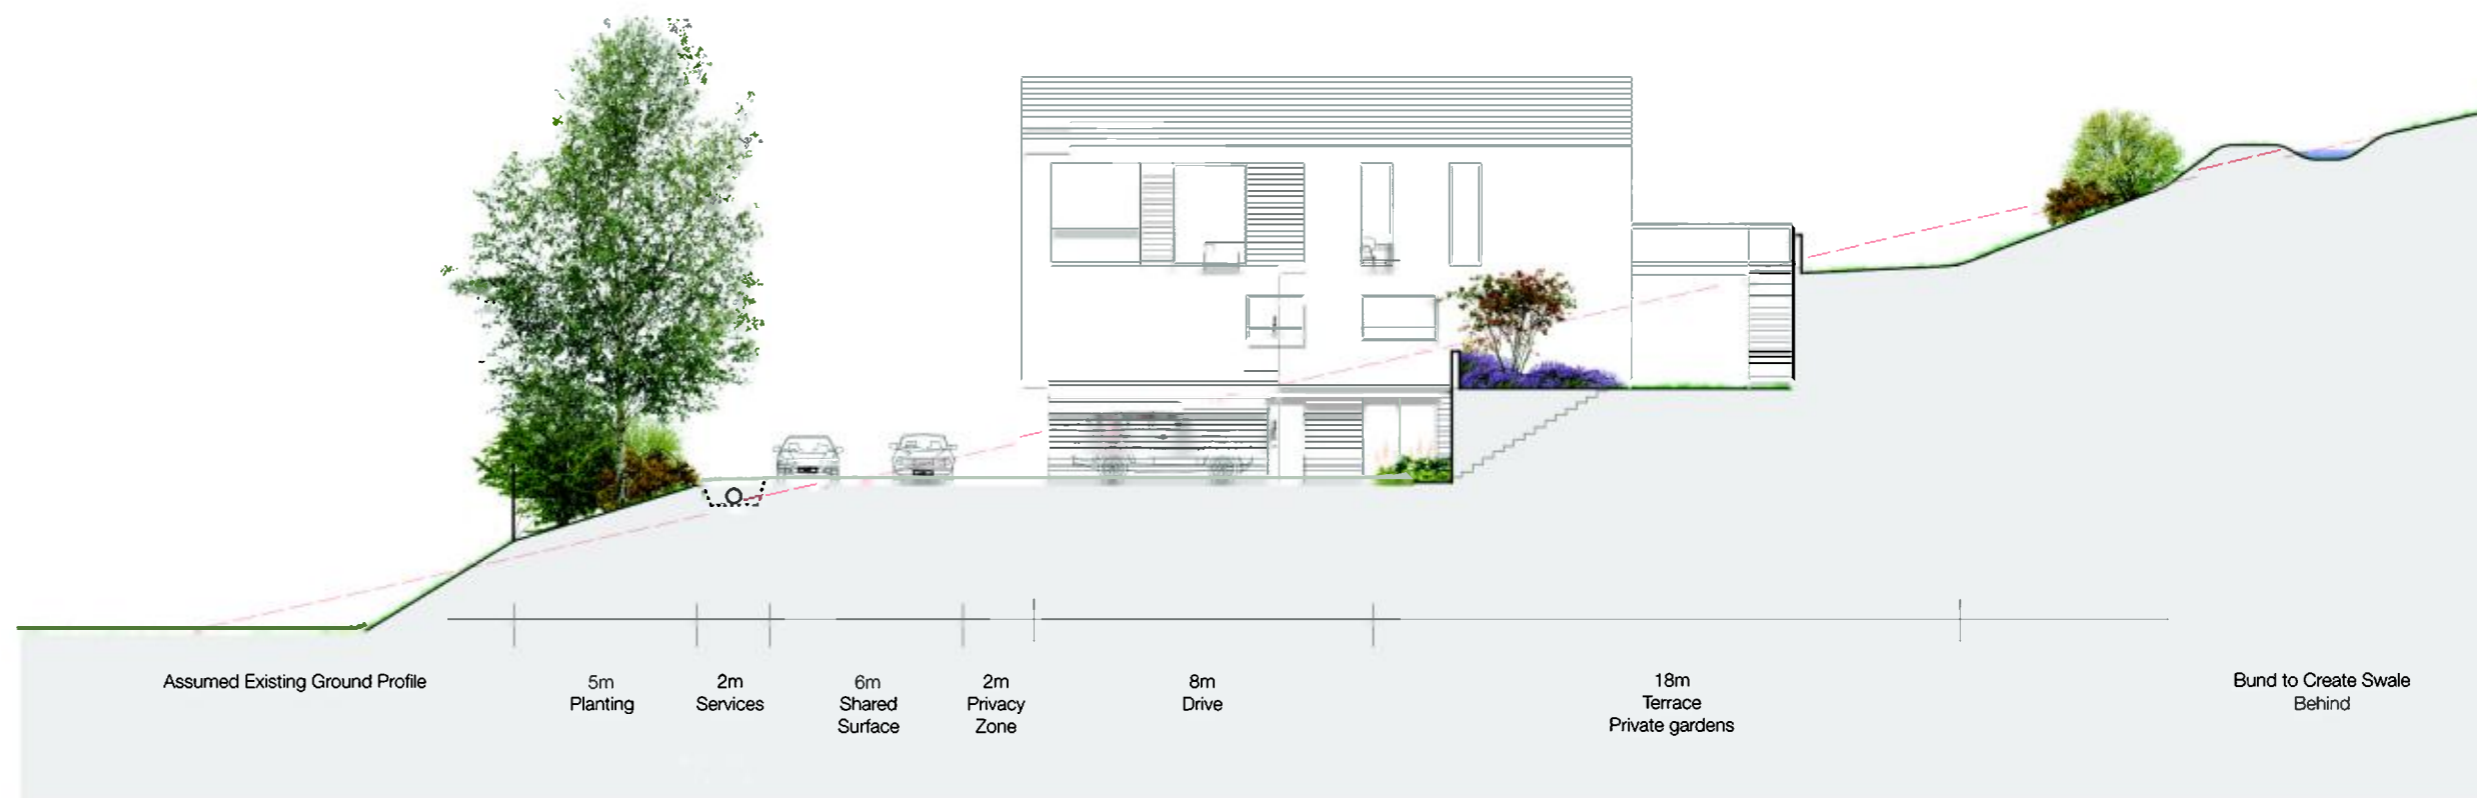 Assumed Existing Ground Profile
5m
Planting
2m
Services
6m
Shared
Surface
2m
Privacy
Zone
8m
Drive
18m
Terrace
Private gardens
Bund to Create Swale
Behind